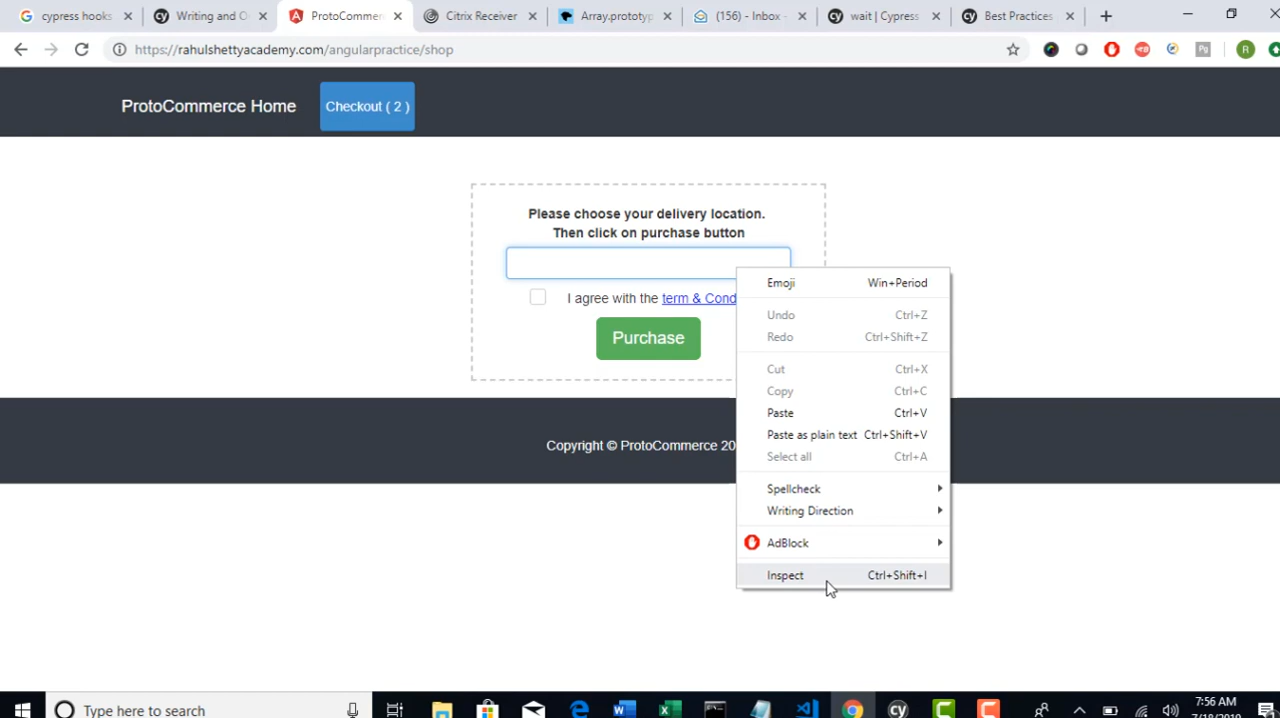 cypress hooks
Writing and O
ProtoCommer
Citrix Receiver
Array.prototyp
(156) - Inbox -
wait | Cypress
Best Practices
https://rahulshettyacademy.com/angularpractice/shop
ProtoCommerce Home
Checkout ( 2 )
Please choose your delivery location.
Then click on purchase button
I agree with the term & Cond
Purchase
Copyright © ProtoCommerce 20
Emoji Win+Period
Undo Ctrl+Z
Redo Ctrl+Shift+Z
Cut Ctrl+X
Copy Ctrl+C
Paste Ctrl+V
Paste as plain text Ctrl+Shift+V
Select all Ctrl+A
Spellcheck
Writing Direction
AdBlock
Inspect Ctrl+Shift+I
Type here to search
7:56 AM